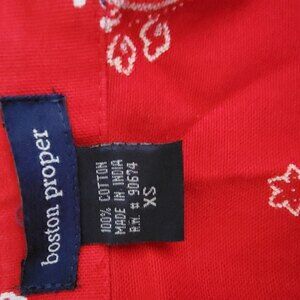 boston proper
100% COTTON
MADE IN INDIA
R.N. # 90674
XS